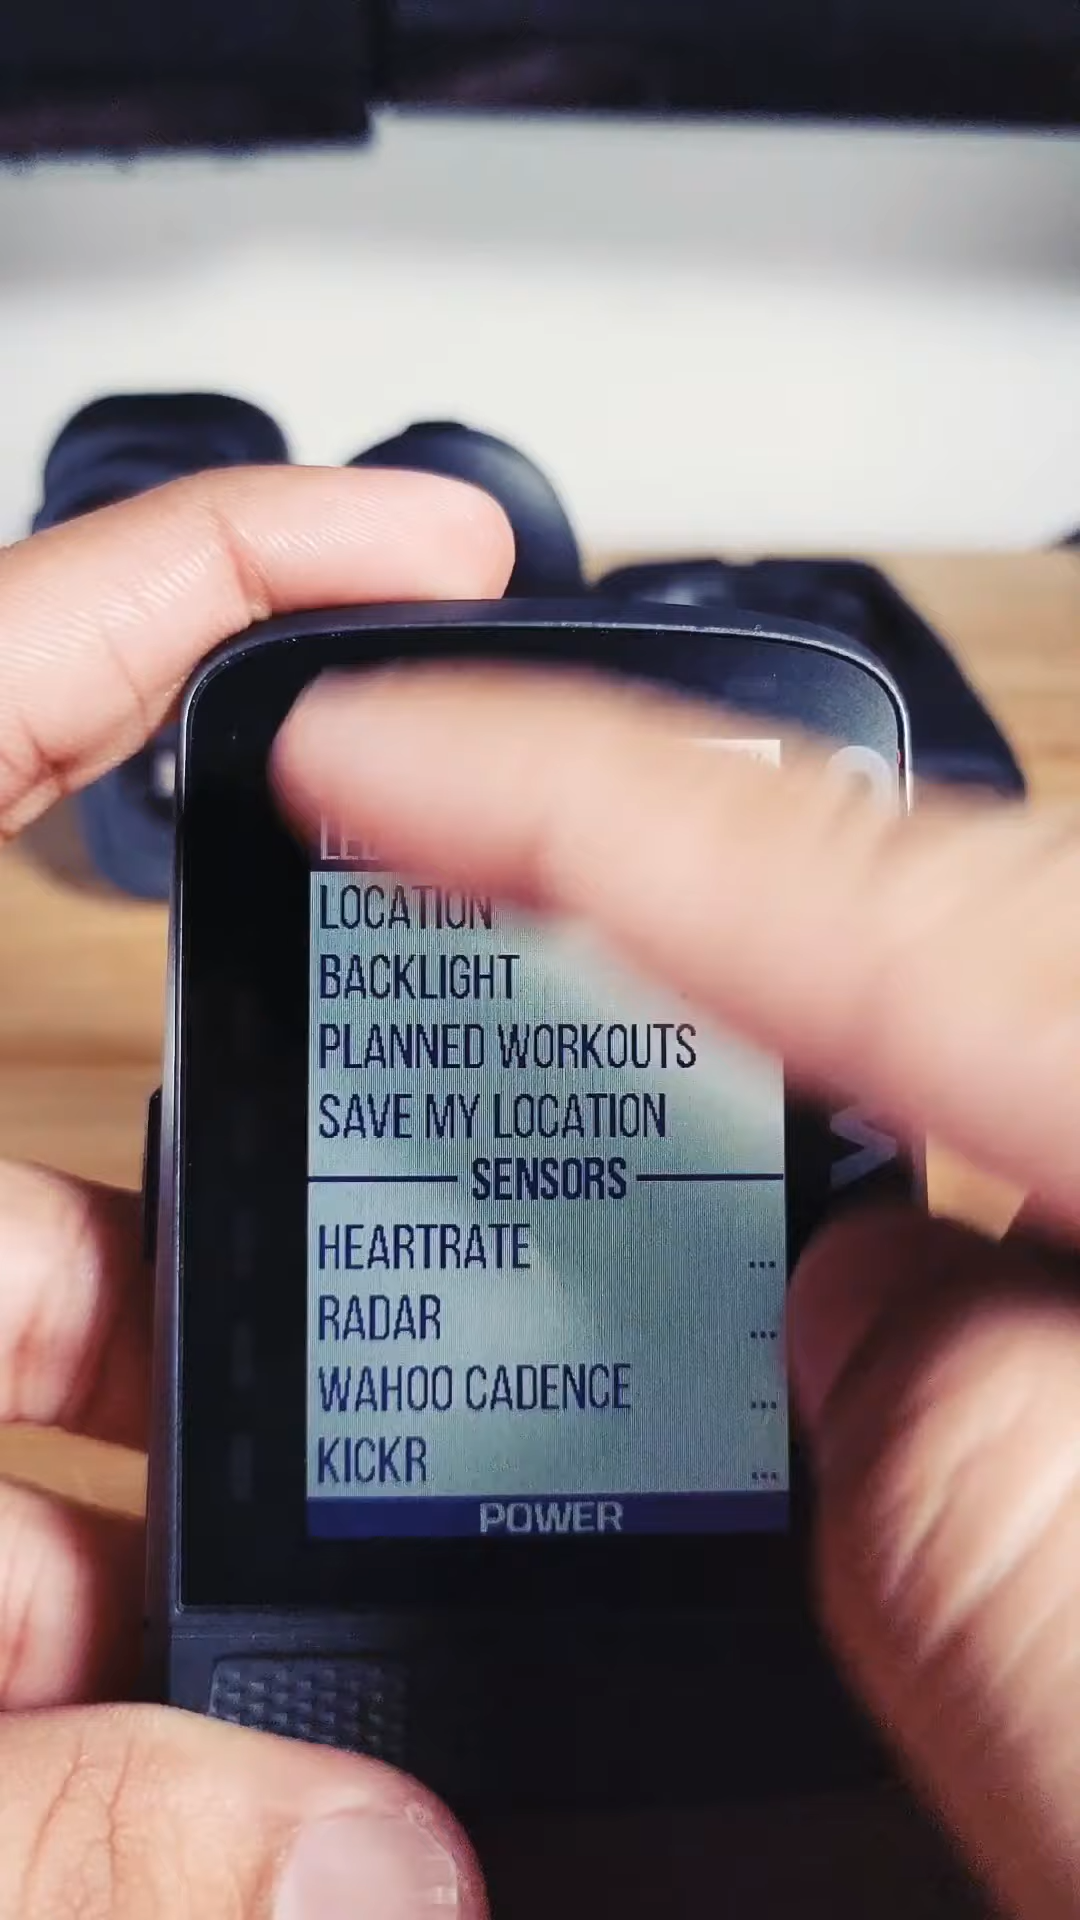 LOCATION
BACKLIGHT
PLANNED WORKOUTS
SAVE MY LOCATION
SENSORS
HEARTRATE ...
RADAR ...
WAHOO CADENCE ...
KICKR ...
POWER